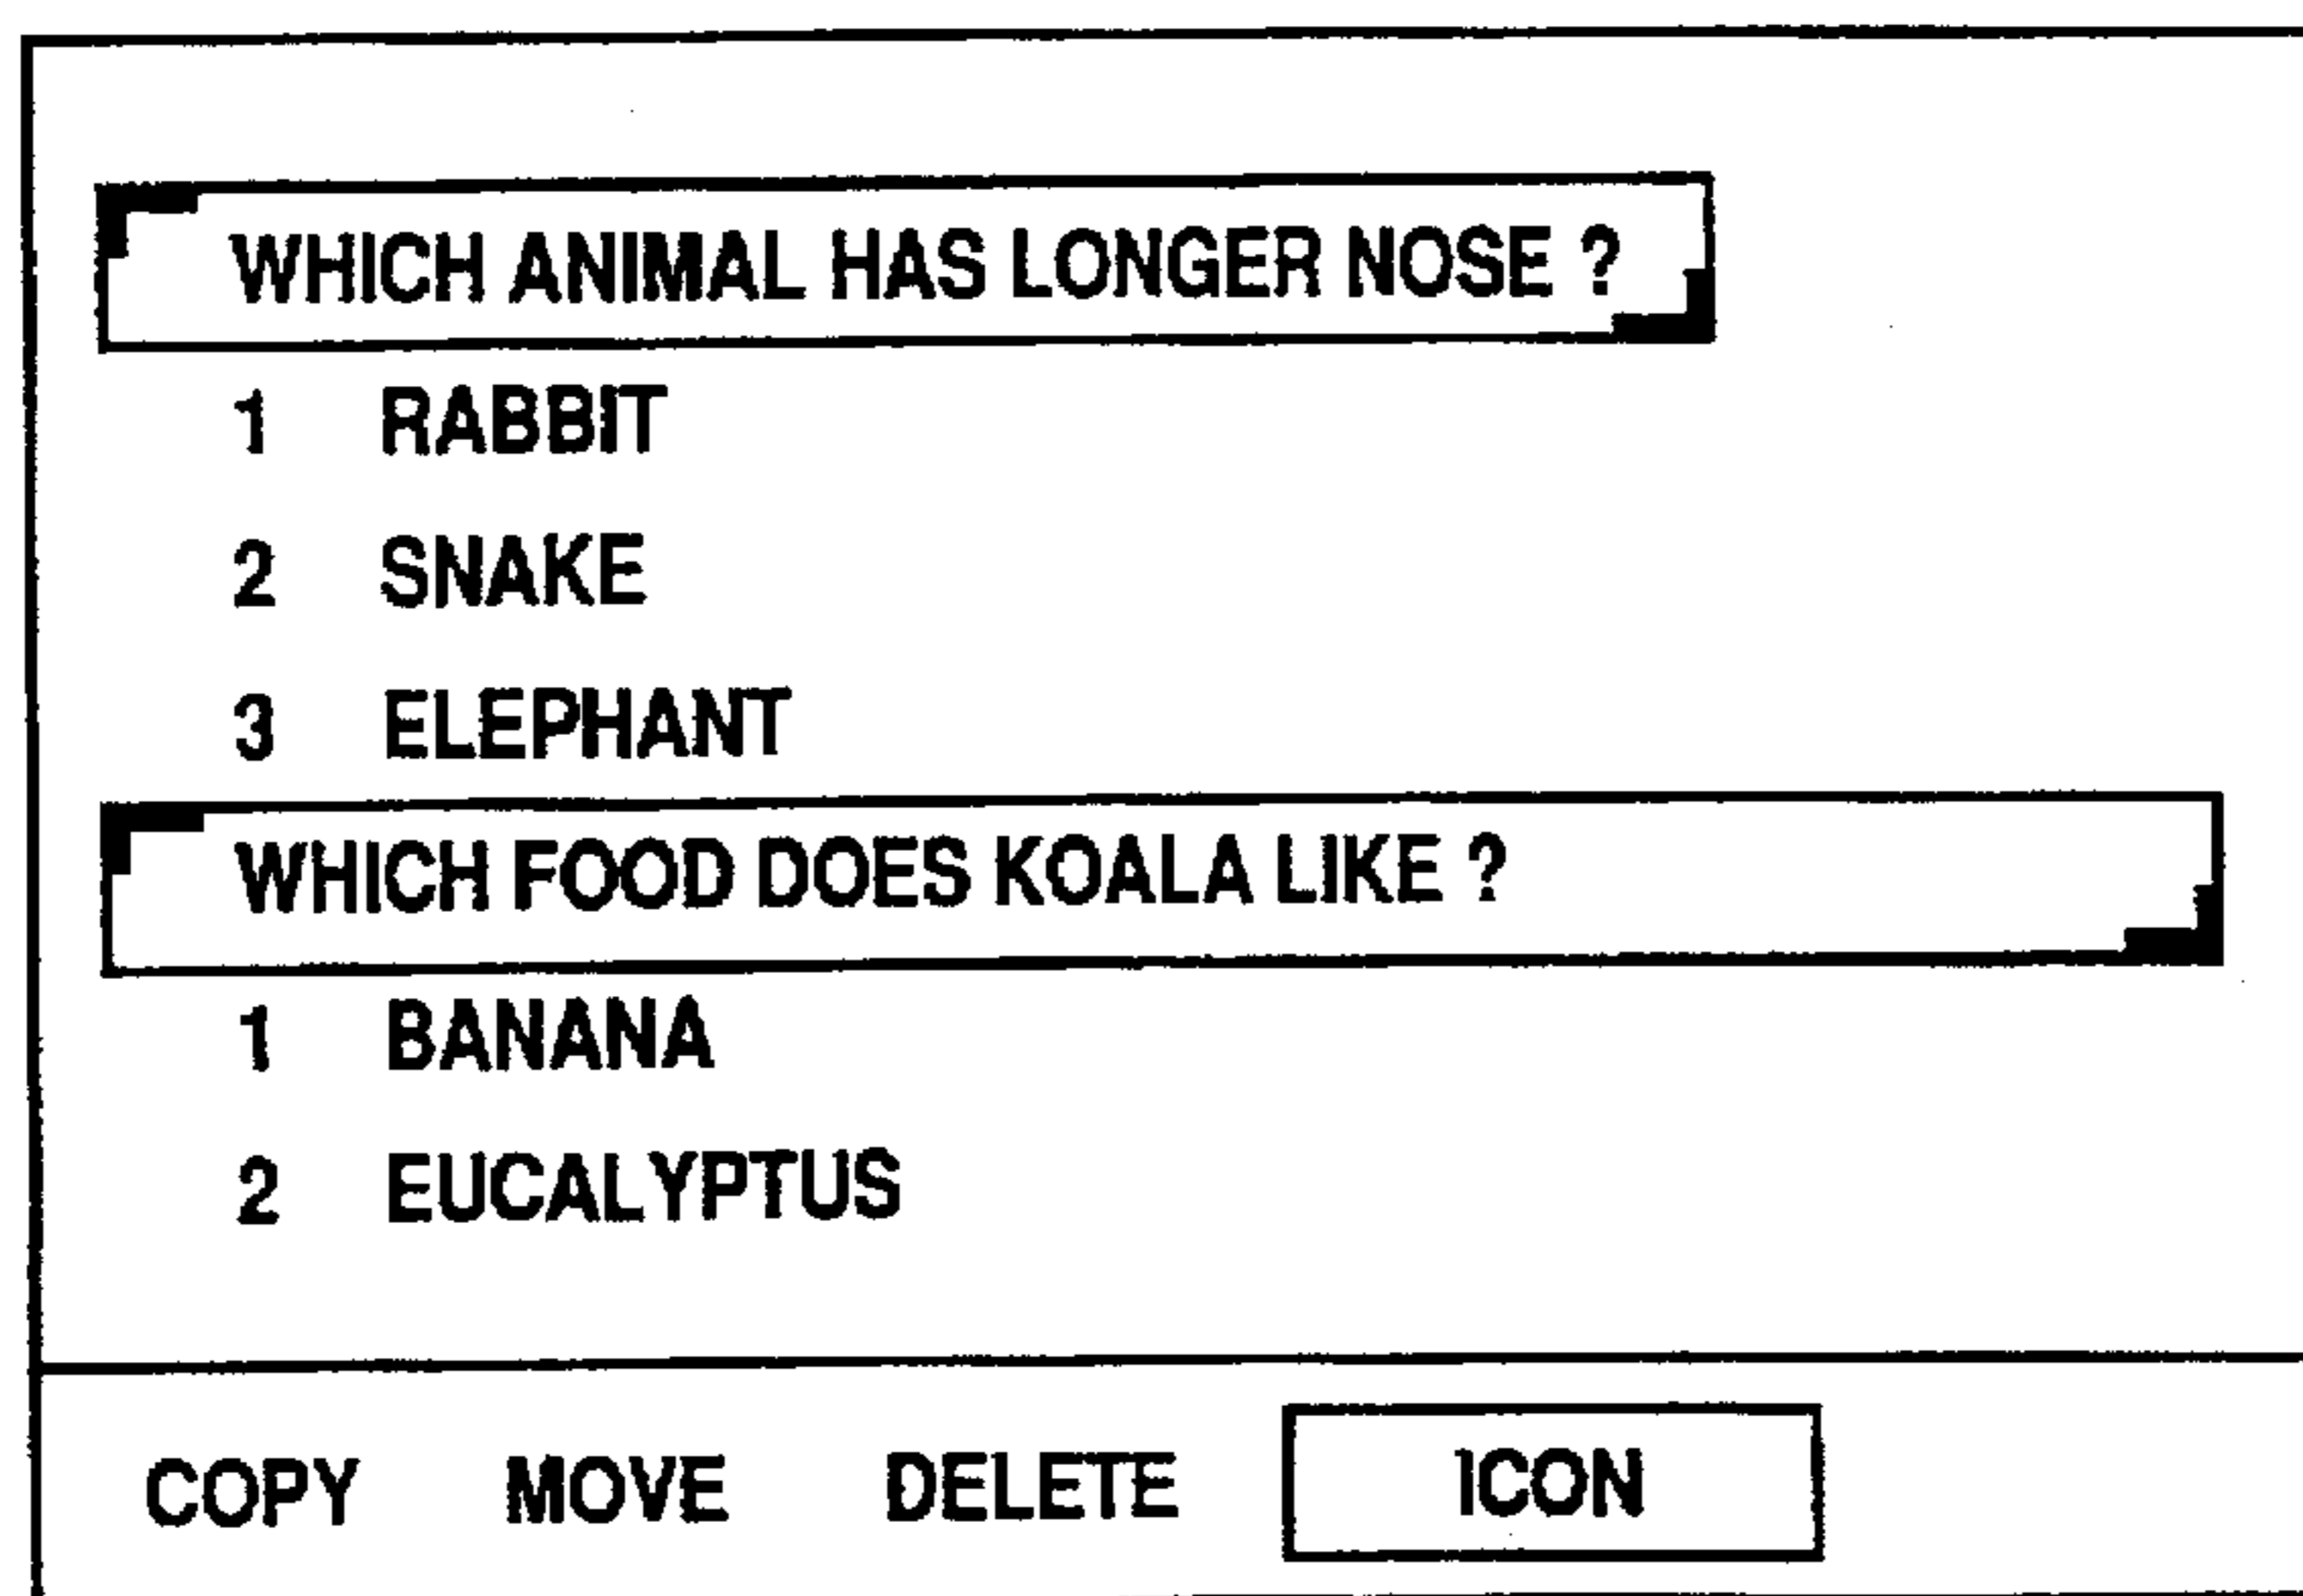 WHICH ANIMAL HAS LONGER NOSE ?
1 RABBIT
2 SNAKE
3 ELEPHANT
WHICH FOOD DOES KOALA LIKE ?
1 BANANA
2 EUCALYPTUS
COPY MOVE DELETE ICON